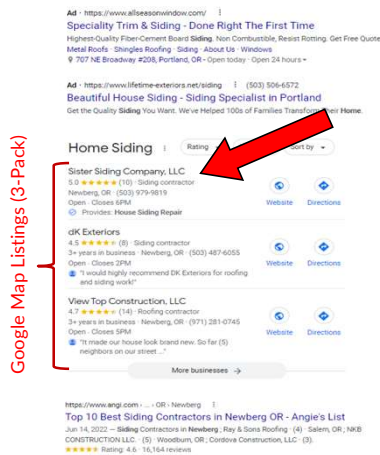 Ad · https://www.allseasonwindow.com/
Speciality Trim & Siding - Done Right The First Time
Highest-Quality Fiber-Cement Board Siding. Non Combustible, Resist Rotting. Get Free Quote
Metal Roofs · Shingles Roofing · Siding · About Us · Windows
707 NE Broadway #208, Portland, OR - Open today · Open 24 hours
Ad · https://www.lifetime-exteriors.net/siding (503) 506-6572
Beautiful House Siding - Siding Specialist in Portland
Get the Quality Siding You Want. We've Helped 100s of Families Transform Their Home.
Google Map Listings (3-Pack)
Home Siding Rating Sort by
Sister Siding Company, LLC
5.0 (10) · Siding contractor
Newberg, OR · (503) 979-9819
Open · Closes 6PM
Provides: House Siding Repair
Website Directions
dK Exteriors
4.5 (8) · Siding contractor
3+ years in business · Newberg, OR · (503) 487-6055
Open · Closes 2PM
"I would highly recommend DK Exteriors for roofing
and siding work!"
Website Directions
View Top Construction, LLC
4.7 (14) · Roofing contractor
3+ years in business · Newberg, OR · (971) 281-0745
Open · Closes 5PM
"It made our house look brand new. So far (5)
neighbors on our street ..."
Website Directions
More businesses →
https://www.angi.com › ... › OR › Newberg
Top 10 Best Siding Contractors in Newberg OR - Angie's List
Jun 14, 2022 — Siding Contractors in Newberg ; Ray & Sons Roofing · (4) · Salem, OR ; NKB
CONSTRUCTION LLC. · (5) · Woodburn, OR ; Cordova Construction, LLC · (3).
Rating: 4.6 · 16,164 reviews